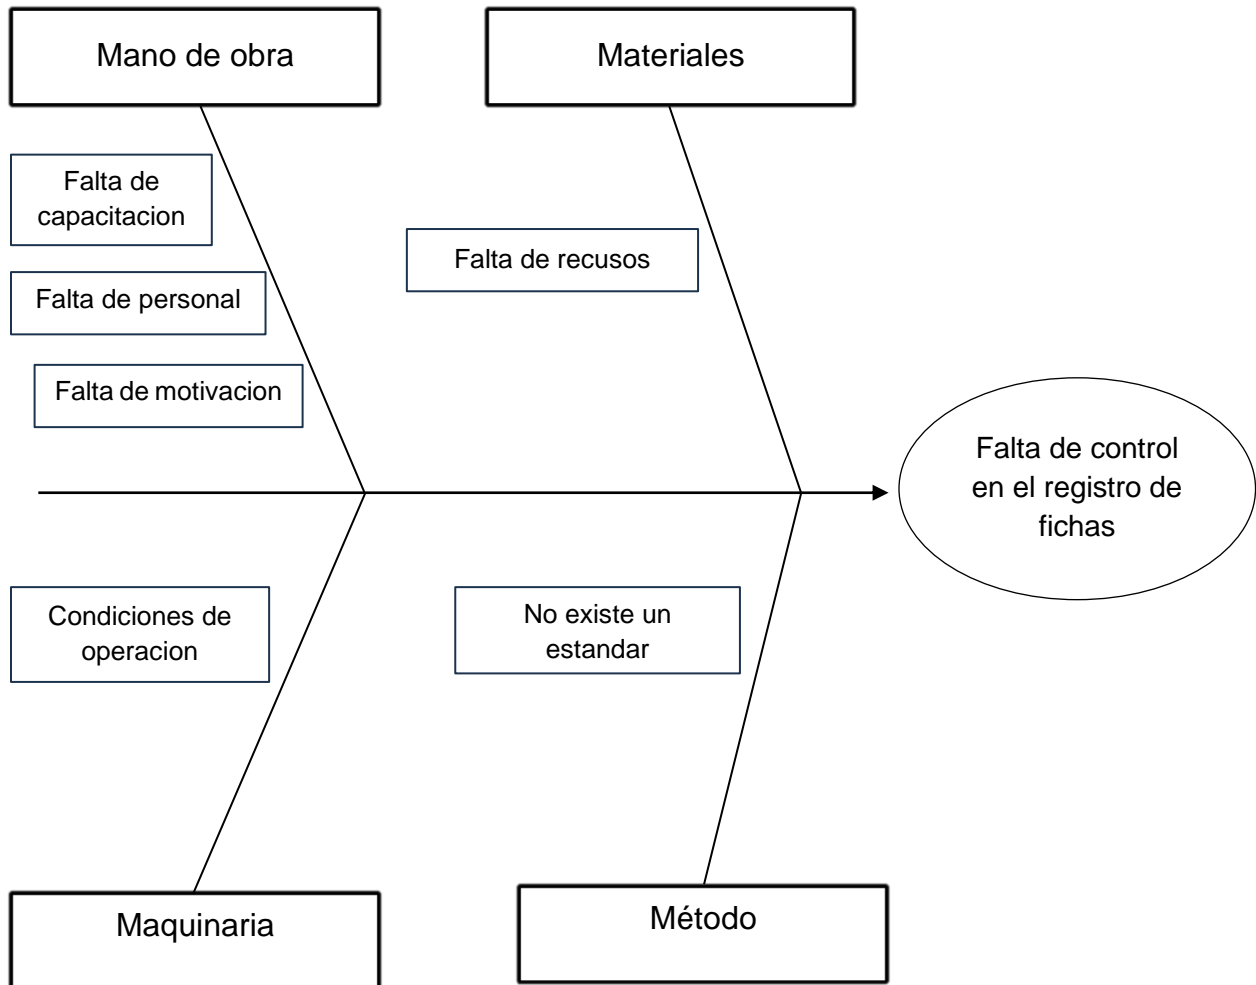 Mano de obra
Materiales
Falta de
capacitacion
Falta de recusos
Falta de personal
Falta de motivacion
Falta de control
en el registro de
fichas
Condiciones de
operacion
No existe un
estandar
Maquinaria
Método